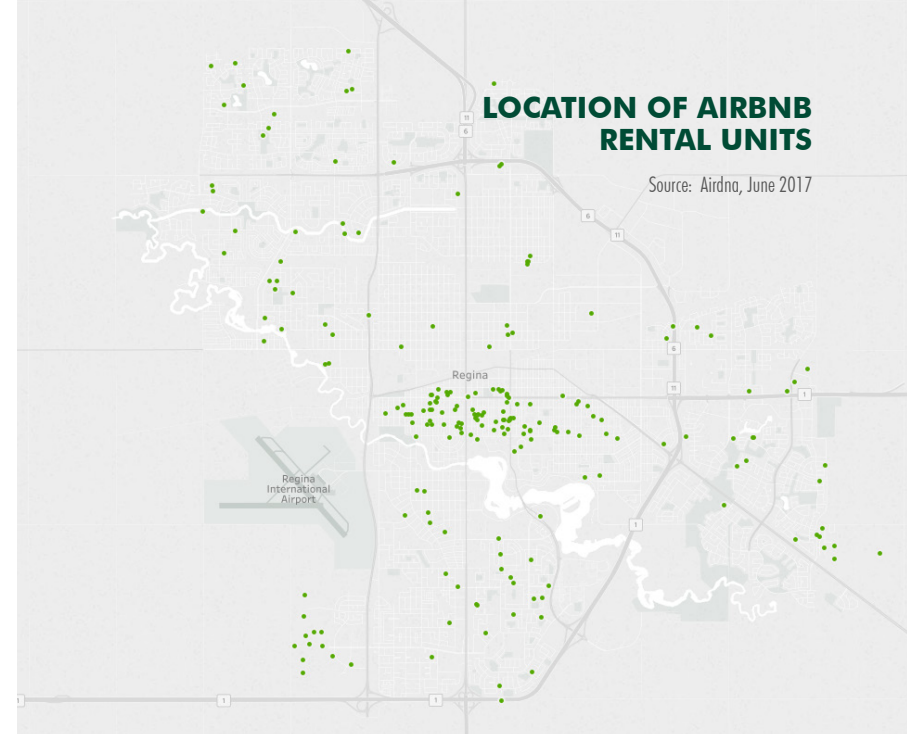 LOCATION OF AIRBNB
RENTAL UNITS
Source: Airdna, June 2017
11
6
6
11
Regina
6
11
1
Regina
International
Airport
1
1
1